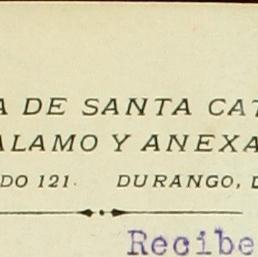 A DE SANTA CAT
ALAMO Y ANEXA
DO 121. DURANGO, D
Recibe